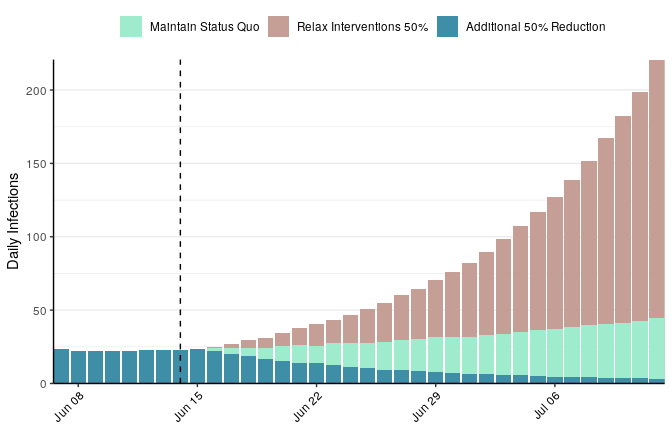 Maintain Status Quo Relax Interventions 50% Additional 50% Reduction
Daily Infections
200
150
100
50
0
Jun 08 Jun 15 Jun 22 Jun 29 Jul 06